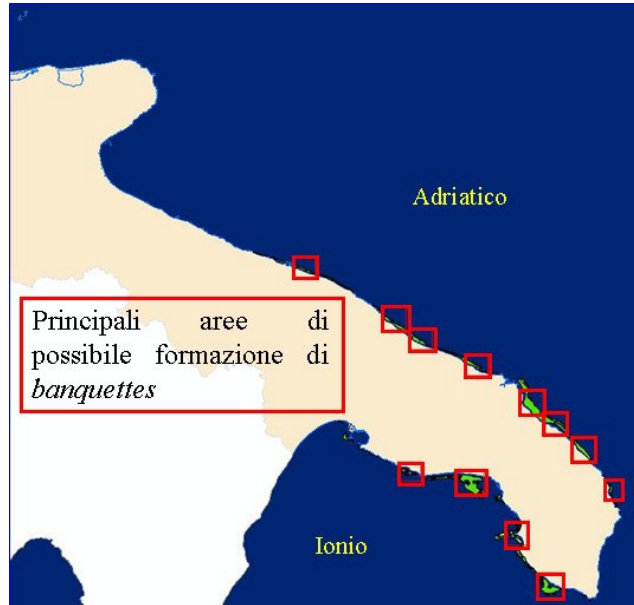 Adriatico
Principali aree di
possibile formazione di
banquettes
Ionio